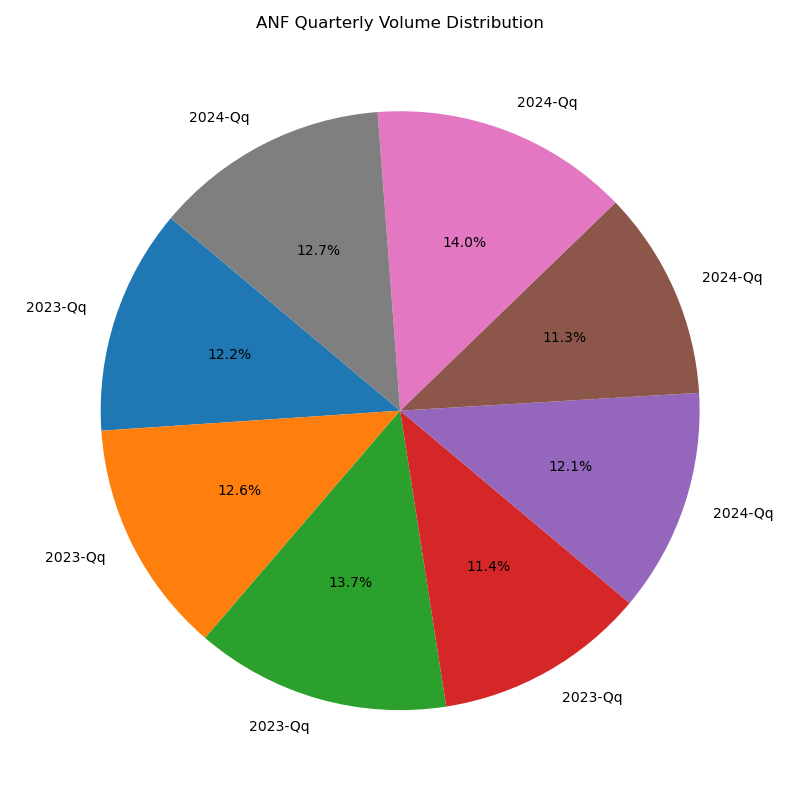 ANF Quarterly Volume Distribution
2024-Qq
2024-Qq
14.0%
12.7%
2024-Qq
2023-Qq
11.3%
12.2%
12.1%
12.6%
2024-Qq
2023-Qq
11.4%
13.7%
2023-Qq
2023-Qq